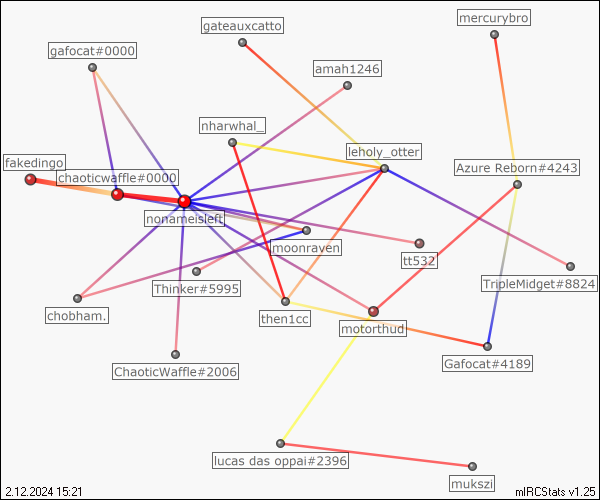 mercurybro
gateauxcatto
gafocat#0000
amah1246
nharwhal_
leholy_otter
fakedingo
chaoticwaffle#0000
Azure Reborn#4243
nonameisleft
moonraven
tt532
Thinker#5995
TripleMidget#8824
chobham.
then1cc
motorthud
ChaoticWaffle#2006
Gafocat#4189
lucas das oppai#2396
mukszi
2.12.2024 15:21
mIRCStats v1.25